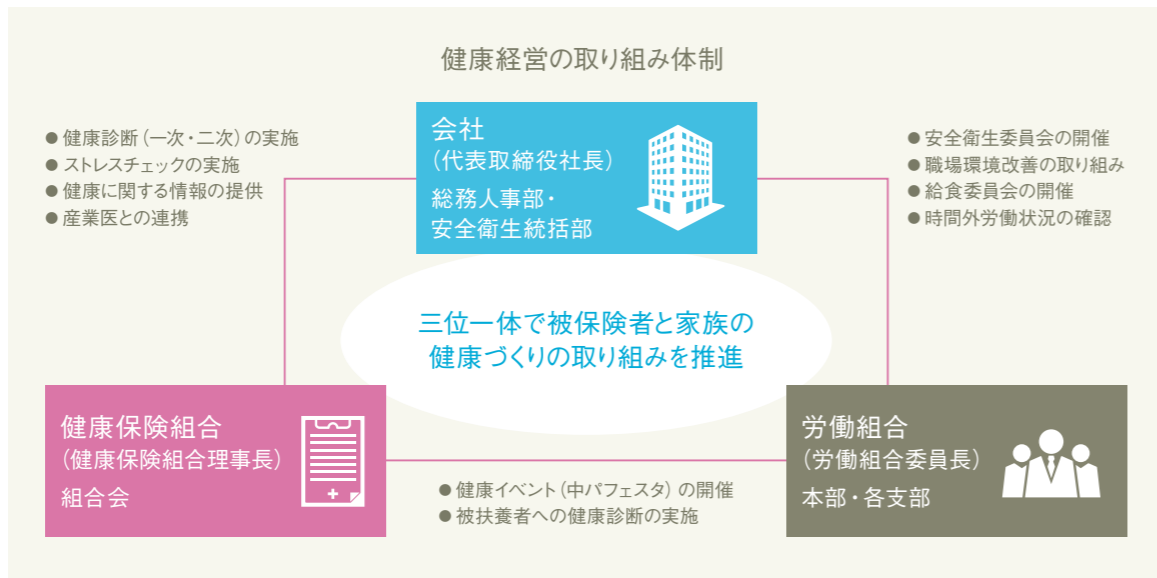 健康経営の取り組み体制
● 健康診断（一次・二次）の実施
● ストレスチェックの実施
● 健康に関する情報の提供
● 産業医との連携
会社
（代表取締役社長）
総務人事部・
安全衛生統括部
● 安全衛生委員会の開催
● 職場環境改善の取り組み
● 給食委員会の開催
● 時間外労働状況の確認
三位一体で被保険者と家族の
健康づくりの取り組みを推進
健康保険組合
（健康保険組合理事長）
組合会
労働組合
（労働組合委員長）
本部・各支部
● 健康イベント（中パフェスタ）の開催
● 被扶養者への健康診断の実施